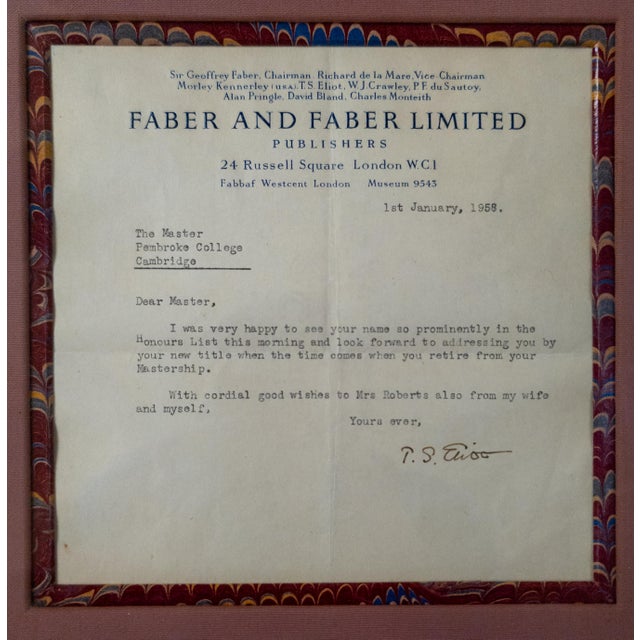 Sir Geoffrey Faber, Chairman. Richard de la Mare, Vice-Chairman
Morley Kennerley (U.S.A.), T.S. Eliot, W.J. Crawley, P.F. du Sautoy,
Alan Pringle, David Bland, Charles Monteith
FABER AND FABER LIMITED
PUBLISHERS
24 Russell Square London W.C.1
Fabbaf Westcent London Museum 9543
1st January, 1958.
The Master
Pembroke College
Cambridge
Dear Master,
I was very happy to see your name so prominently in the
Honours List this morning and look forward to addressing you by
your new title when the time comes when you retire from your
Mastership.
With cordial good wishes to Mrs Roberts also from my wife
and myself,
Yours ever,
T. S. Eliot